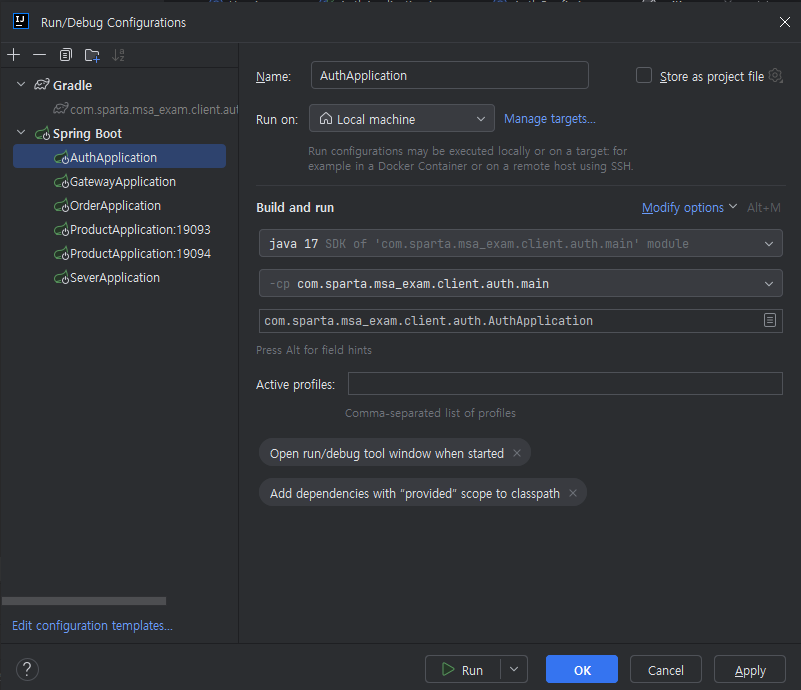 Run/Debug Configurations
Gradle
com.sparta.msa_exam.client.aut
Spring Boot
AuthApplication
GatewayApplication
OrderApplication
ProductApplication:19093
ProductApplication:19094
SeverApplication
Edit configuration templates...
Name: AuthApplication Store as project file
Run on: Local machine Manage targets...
Run configurations may be executed locally or on a target: for
example in a Docker Container or on a remote host using SSH.
Build and run Modify options Alt+M
java 17 SDK of 'com.sparta.msa_exam.client.auth.main' module
-cp com.sparta.msa_exam.client.auth.main
com.sparta.msa_exam.client.auth.AuthApplication
Press Alt for field hints
Active profiles:
Comma-separated list of profiles
Open run/debug tool window when started ×
Add dependencies with “provided” scope to classpath ×
? Run OK Cancel Apply